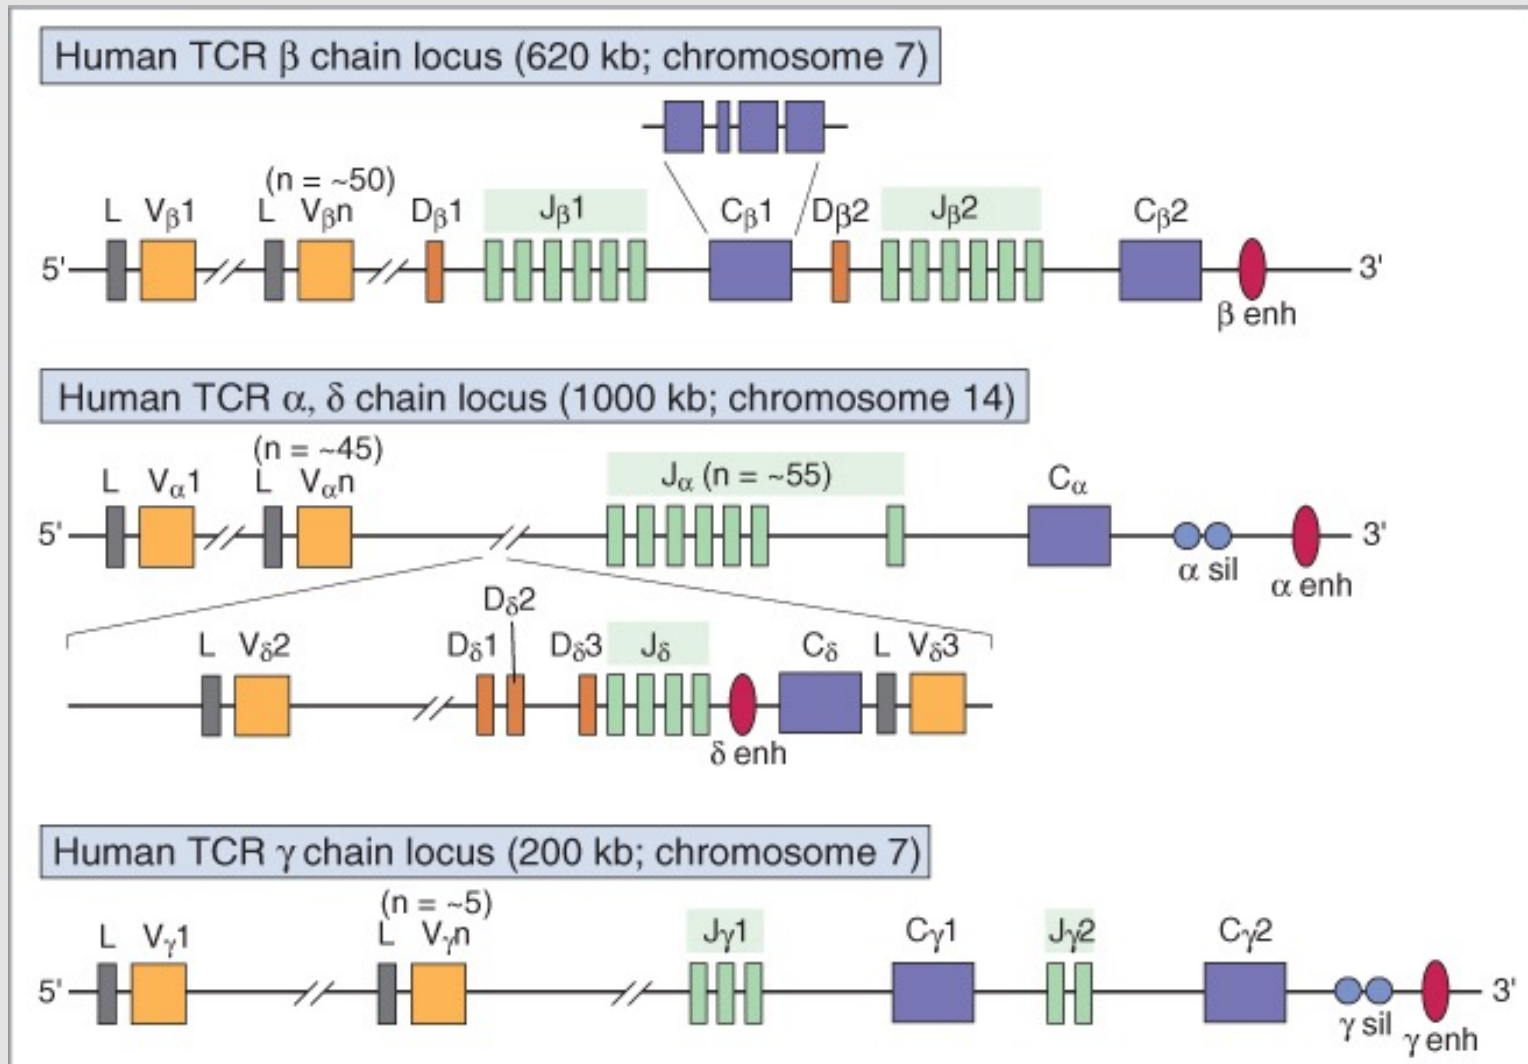 Human TCR β chain locus (620 kb; chromosome 7)
(n = ~50)
L Vβ1 L Vβn Dβ1 Jβ1 Cβ1 Dβ2 Jβ2 Cβ2
5' 3'
β enh
Human TCR α, δ chain locus (1000 kb; chromosome 14)
(n = ~45)
L Vα1 L Vαn Jα (n = ~55) Cα
5' 3'
α sil α enh
Dδ2
L Vδ2 Dδ1 Dδ3 Jδ Cδ L Vδ3
δ enh
Human TCR γ chain locus (200 kb; chromosome 7)
(n = ~5)
L Vγ1 L Vγn Jγ1 Cγ1 Jγ2 Cγ2
5' 3'
γ sil γ enh